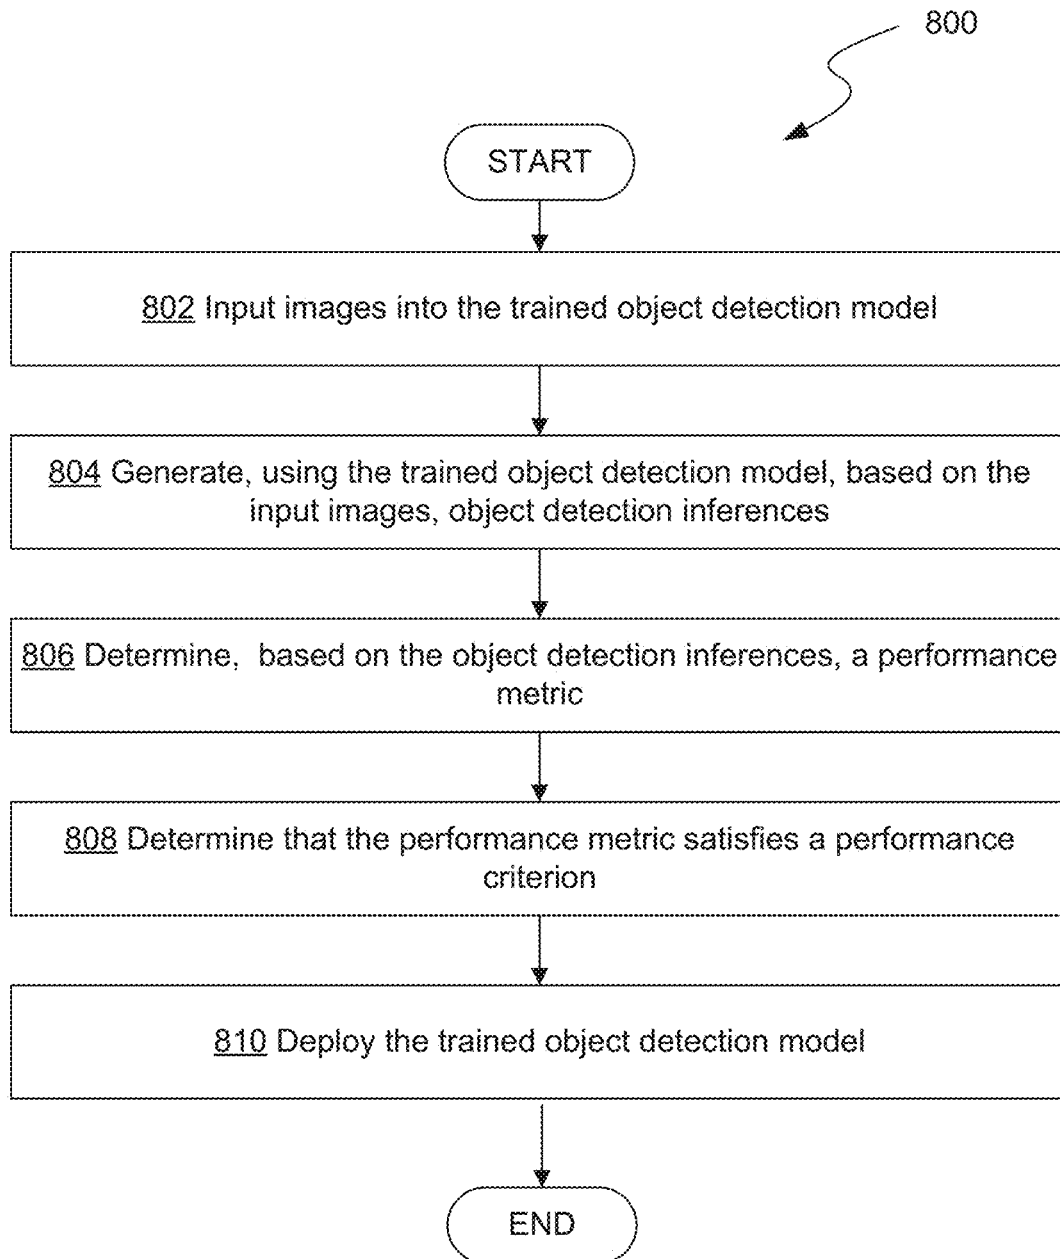 800
START
802 Input images into the trained object detection model
804 Generate, using the trained object detection model, based on the
input images, object detection inferences
806 Determine, based on the object detection inferences, a performance
metric
808 Determine that the performance metric satisfies a performance
criterion
810 Deploy the trained object detection model
END